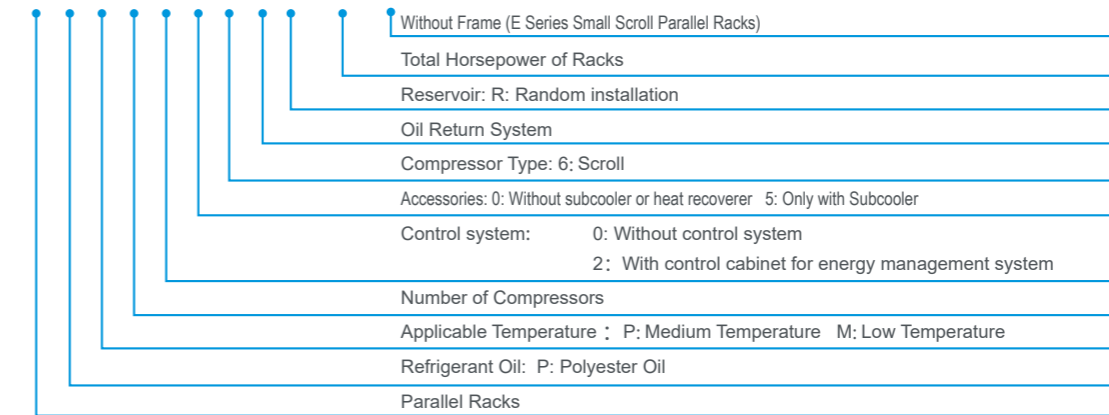 Without Frame (E Series Small Scroll Parallel Racks)
Total Horsepower of Racks
Reservoir: R: Random installation
Oil Return System
Compressor Type: 6: Scroll
Accessories: 0: Without subcooler or heat recoverer 5: Only with Subcooler
Control system: 0: Without control system
2: With control cabinet for energy management system
Number of Compressors
Applicable Temperature : P: Medium Temperature M: Low Temperature
Refrigerant Oil: P: Polyester Oil
Parallel Racks